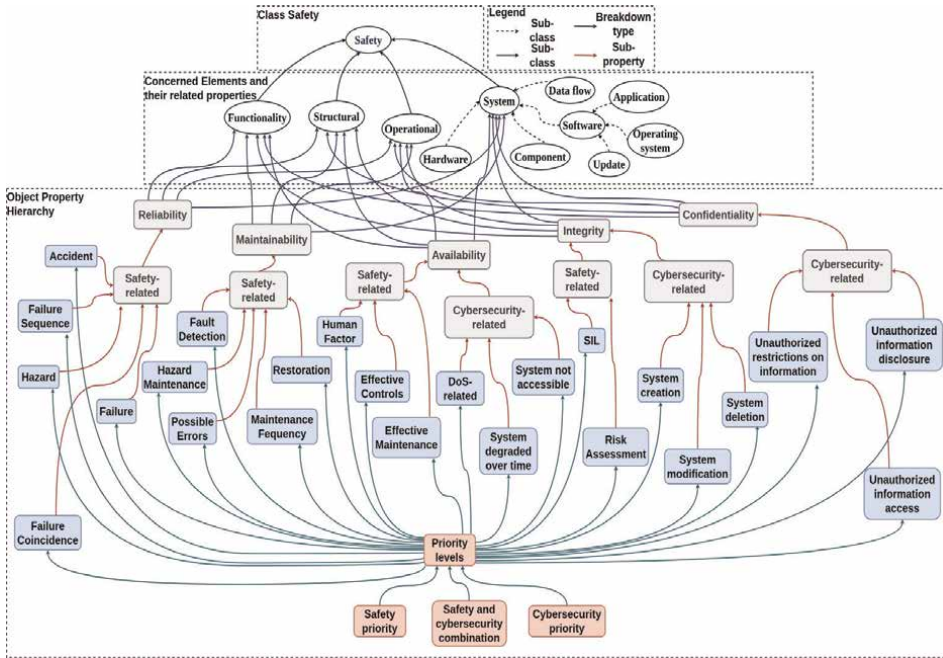 Class Safety
Safety
Legend
Sub-
class
Breakdown
type
Sub-
class
Sub-
property
Concerned Elements and
their related properties
Functionality
Structural
Operational
System
Data flow
Application
Software
Operating
system
Hardware
Component
Update
Object Property
Hierarchy
Reliability
Maintainability
Availability
Integrity
Confidentiality
Accident
Safety-
related
Safety-
related
Safety-
related
Cybersecurity-
related
Safety-
related
Cybersecurity-
related
Cybersecurity-
related
Failure
Sequence
Fault
Detection
Human
Factor
SIL
Unauthorized
restrictions on
information
Unauthorized
information
disclosure
Hazard
Hazard
Maintenance
Restoration
Effective
Controls
DoS-
related
System not
accessible
System
creation
System
deletion
Failure
Possible
Errors
Maintenance
Fequency
Effective
Maintenance
System
degraded
over time
Risk
Assessment
System
modification
Unauthorized
information
access
Failure
Coincidence
Priority
levels
Safety
priority
Safety and
cybersecurity
combination
Cybersecurity
priority